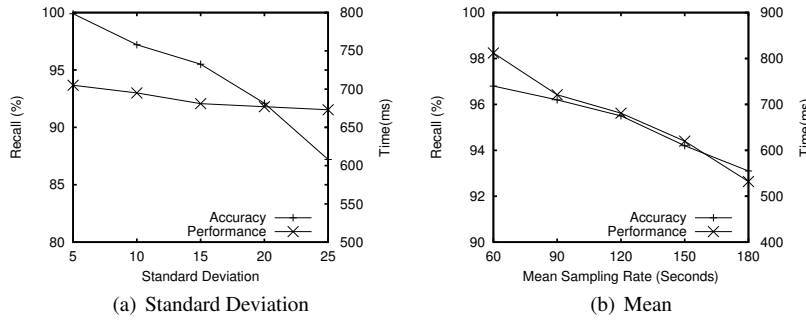 100
95
90
85
80
Recall (%)
800
750
700
650
600
550
500
Time(ms)
Accuracy
Performance
5 10 15 20 25
Standard Deviation
(a) Standard Deviation
100
98
96
94
92
90
Recall (%)
900
800
700
600
500
400
Time(ms)
Accuracy
Performance
60 90 120 150 180
Mean Sampling Rate (Seconds)
(b) Mean